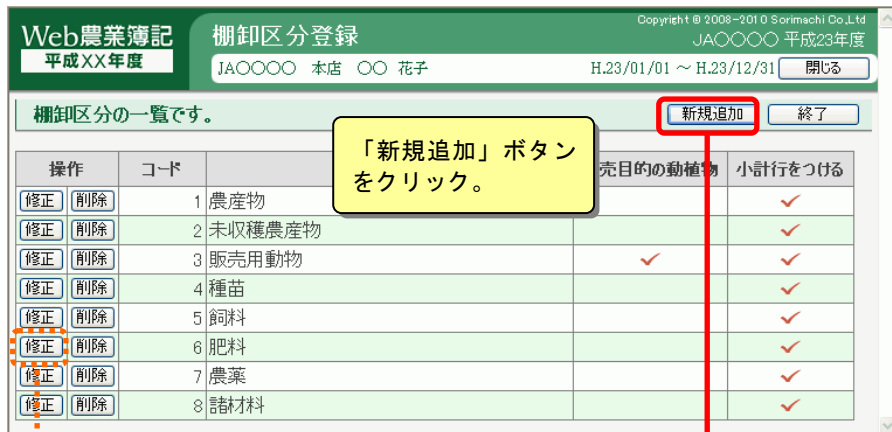 Web農業簿記
平成XX年度
棚卸区分登録
Copyright © 2008-2010 Sorimachi Co,Ltd
JA〇〇〇〇 平成23年度
JA〇〇〇〇 本店 〇〇 花子
H.23/01/01 ～ H.23/12/31 閉じる
棚卸区分の一覧です。
新規追加 終了
「新規追加」ボタン
をクリック。
操作 コード 売目的の動植物 小計行をつける
修正 削除 1 農産物 ✓
修正 削除 2 未収穫農産物 ✓
修正 削除 3 販売用動物 ✓ ✓
修正 削除 4 種苗 ✓
修正 削除 5 飼料 ✓
修正 削除 6 肥料 ✓
修正 削除 7 農薬 ✓
修正 削除 8 諸材料 ✓